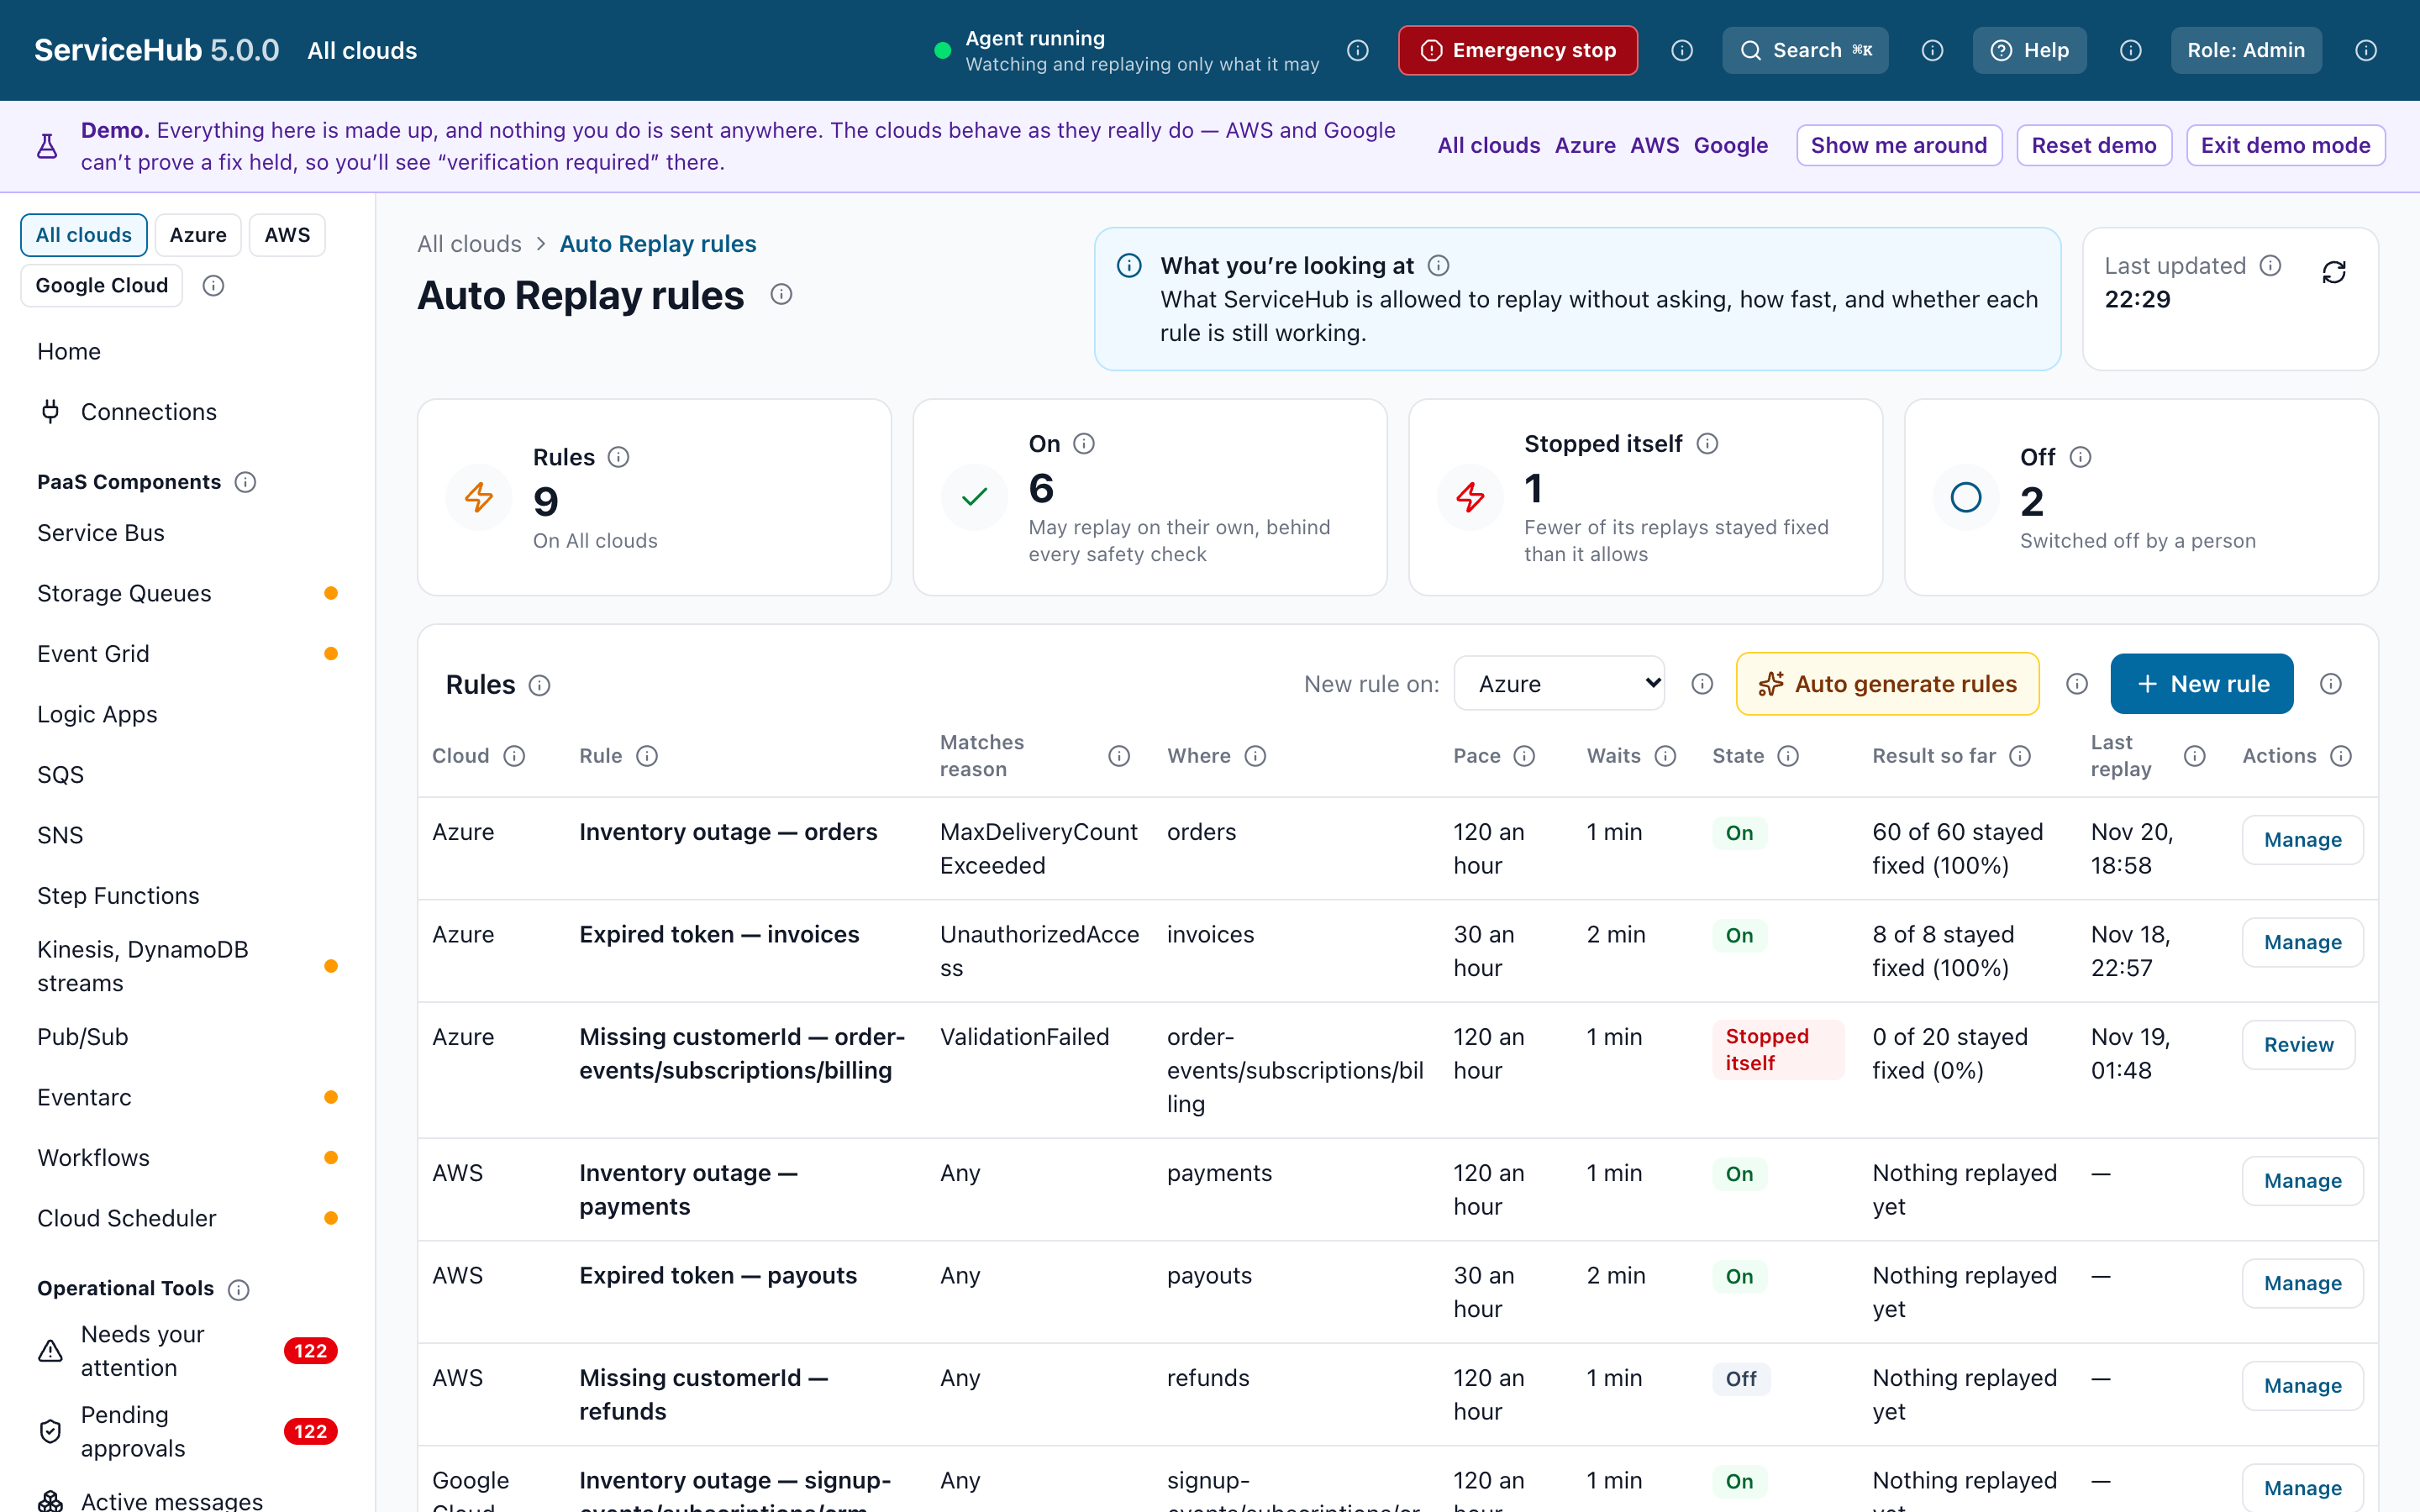 ServiceHub 5.0.0 All clouds
Agent running
Watching and replaying only what it may
Emergency stop
Search ⌘K
Help
Role: Admin
Demo. Everything here is made up, and nothing you do is sent anywhere. The clouds behave as they really do — AWS and Google
can’t prove a fix held, so you’ll see “verification required” there.
All clouds Azure AWS Google
Show me around
Reset demo
Exit demo mode
All clouds
Azure
AWS
Google Cloud
Home
Connections
PaaS Components
Service Bus
Storage Queues
Event Grid
Logic Apps
SQS
SNS
Step Functions
Kinesis, DynamoDB
streams
Pub/Sub
Eventarc
Workflows
Cloud Scheduler
Operational Tools
Needs your
attention
122
Pending
approvals
122
Active messages
All clouds > Auto Replay rules
Auto Replay rules
What you’re looking at
What ServiceHub is allowed to replay without asking, how fast, and whether each
rule is still working.
Last updated
22:29
Rules
9
On All clouds
On
6
May replay on their own, behind
every safety check
Stopped itself
1
Fewer of its replays stayed fixed
than it allows
Off
2
Switched off by a person
Rules
New rule on:
Azure
Auto generate rules
+ New rule
Cloud
Rule
Matches
reason
Where
Pace
Waits
State
Result so far
Last
replay
Actions
Azure
Inventory outage — orders
MaxDeliveryCount
Exceeded
orders
120 an
hour
1 min
On
60 of 60 stayed
fixed (100%)
Nov 20,
18:58
Manage
Azure
Expired token — invoices
UnauthorizedAcce
ss
invoices
30 an
hour
2 min
On
8 of 8 stayed
fixed (100%)
Nov 18,
22:57
Manage
Azure
Missing customerId — order-
events/subscriptions/billing
ValidationFailed
order-
events/subscriptions/bil
ling
120 an
hour
1 min
Stopped
itself
0 of 20 stayed
fixed (0%)
Nov 19,
01:48
Review
AWS
Inventory outage —
payments
Any
payments
120 an
hour
1 min
On
Nothing replayed
yet
—
Manage
AWS
Expired token — payouts
Any
payouts
30 an
hour
2 min
On
Nothing replayed
yet
—
Manage
AWS
Missing customerId —
refunds
Any
refunds
120 an
hour
1 min
Off
Nothing replayed
yet
—
Manage
Google
Inventory outage — signup-
Any
signup-
120 an
1 min
On
Nothing replayed
—
Manage